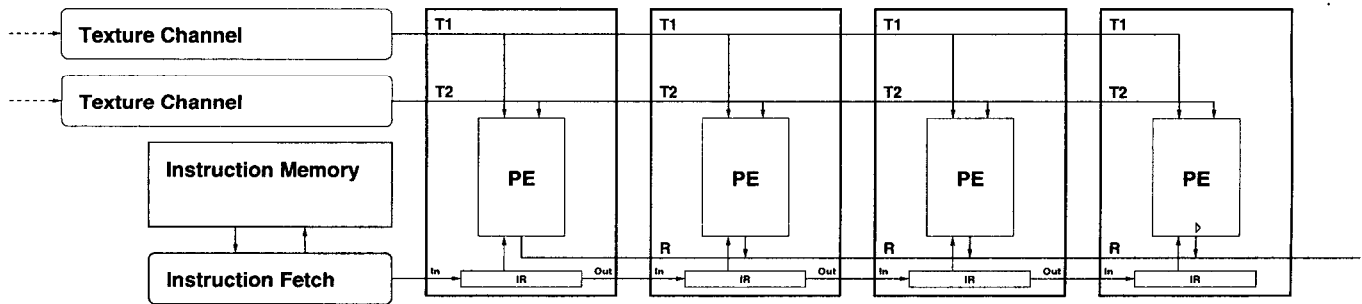 Texture Channel
T1 T1 T1 T1
Texture Channel
T2 T2 T2 T2
Instruction Memory
PE PE PE PE
R R R
Instruction Fetch
In IR Out In IR Out In IR Out In IR